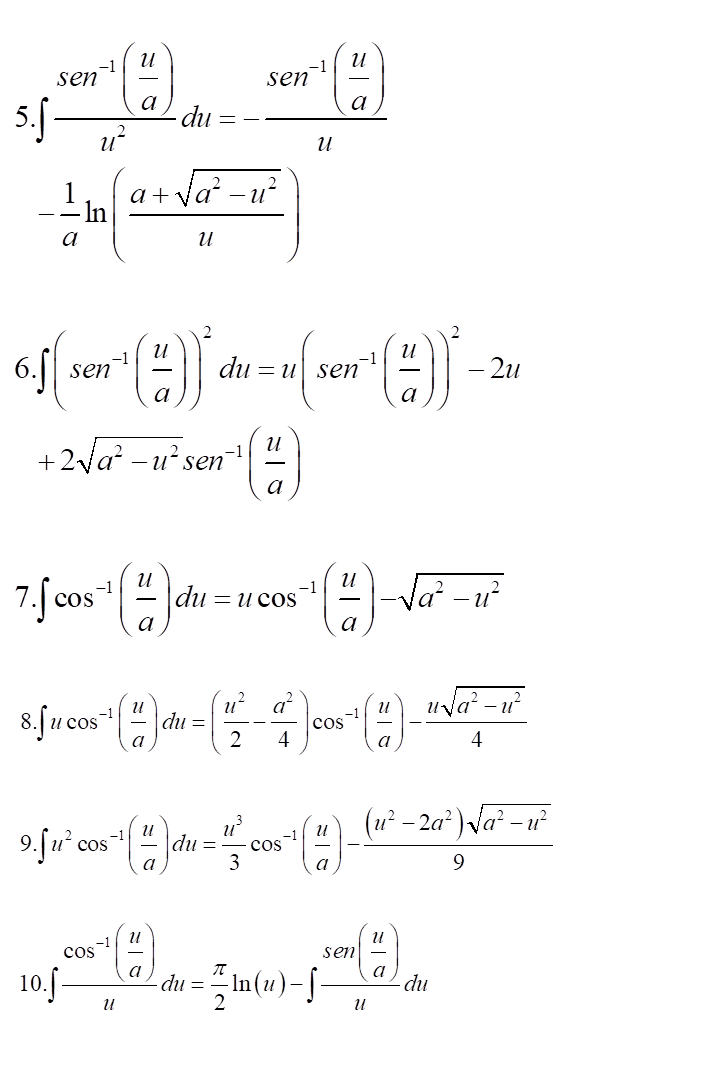 5. ∫ sen⁻¹(u/a)/u² du = − sen⁻¹(u/a)/u
− 1/a ln((a + √(a² − u²))/u)
6. ∫ (sen⁻¹(u/a))² du = u(sen⁻¹(u/a))² − 2u
+ 2√(a² − u²) sen⁻¹(u/a)
7. ∫ cos⁻¹(u/a) du = u cos⁻¹(u/a) − √(a² − u²)
8. ∫ u cos⁻¹(u/a) du = (u²/2 − a²/4) cos⁻¹(u/a) − u√(a² − u²)/4
9. ∫ u² cos⁻¹(u/a) du = u³/3 cos⁻¹(u/a) − (u² − 2a²)√(a² − u²)/9
10. ∫ cos⁻¹(u/a)/u du = π/2 ln(u) − ∫ sen(u/a)/u du